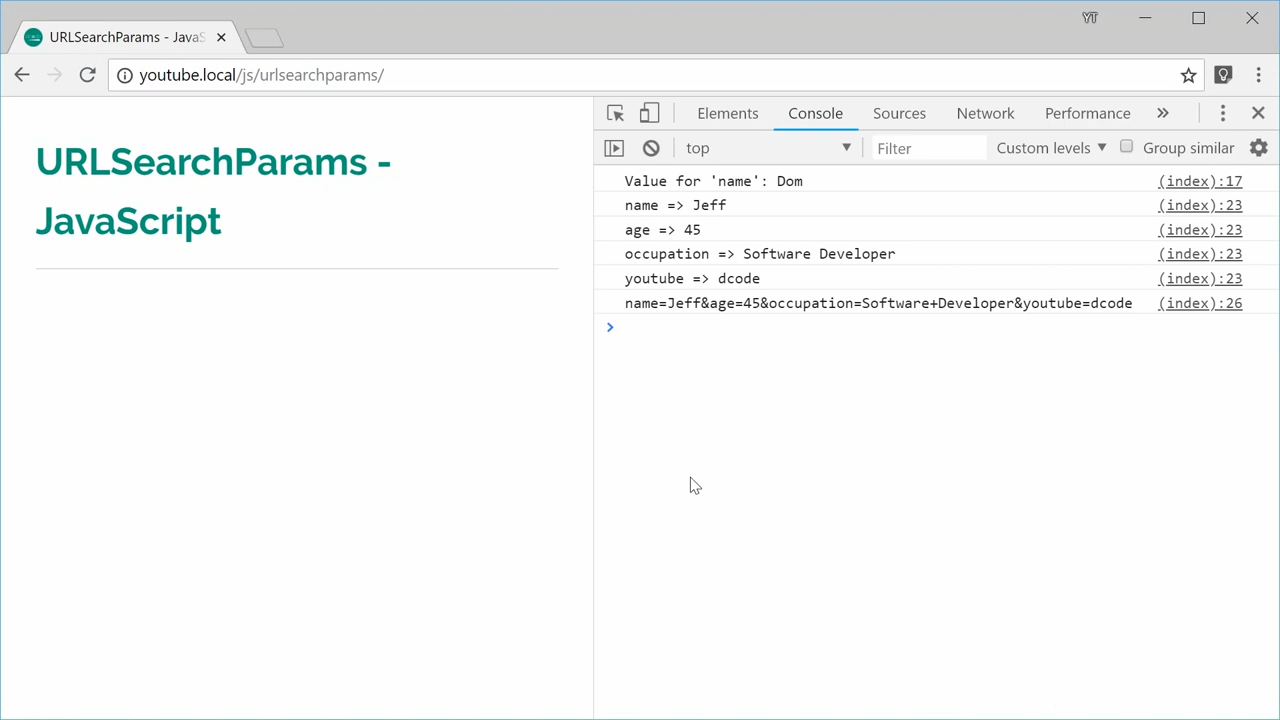 YT
URLSearchParams - JavaS
youtube.local/js/urlsearchparams/
URLSearchParams -
JavaScript
Elements Console Sources Network Performance »
top Filter Custom levels Group similar
Value for 'name': Dom (index):17
name => Jeff (index):23
age => 45 (index):23
occupation => Software Developer (index):23
youtube => dcode (index):23
name=Jeff&age=45&occupation=Software+Developer&youtube=dcode (index):26